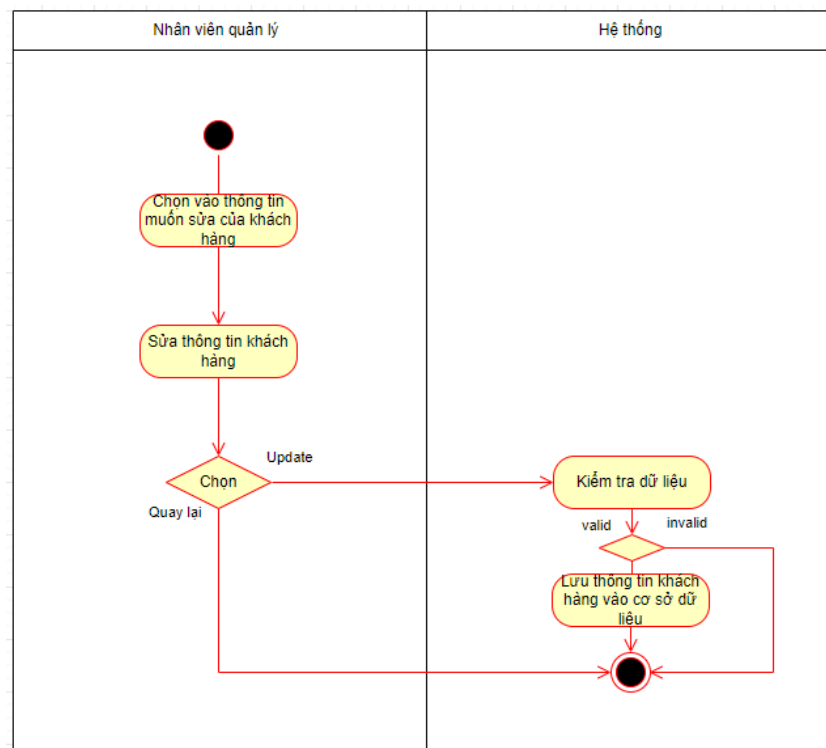 Nhân viên quản lý
Hệ thống
Chọn vào thông tin
muốn sửa của khách
hàng
Sửa thông tin khách
hàng
Update
Chọn
Kiểm tra dữ liệu
Quay lại
valid
invalid
Lưu thông tin khách
hàng vào cơ sở dữ
liệu